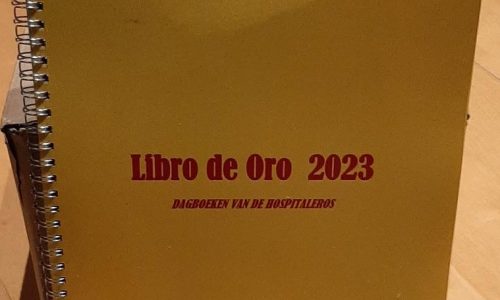 Libro de Oro 2023
DAGBOEKEN VAN DE HOSPITALEROS